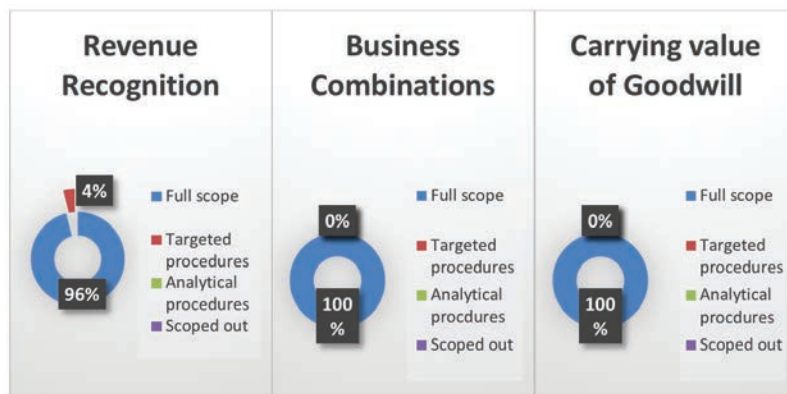 Revenue
Recognition
4%
96%
Full scope
Targeted
procedures
Analytical
procedures
Scoped out
Business
Combinations
0%
100
%
Full scope
Targeted
procedures
Analytical
procdures
Scoped out
Carrying value
of Goodwill
0%
100
%
Full scope
Targeted
procedures
Analytical
procdures
Scoped out